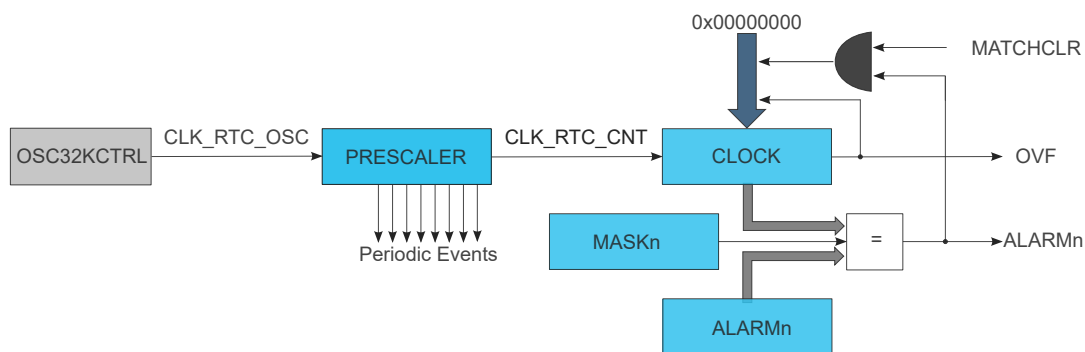 0x00000000
MATCHCLR
CLK_RTC_OSC
CLK_RTC_CNT
OSC32KCTRL
PRESCALER
CLOCK
OVF
Periodic Events
MASKn
=
ALARMn
ALARMn